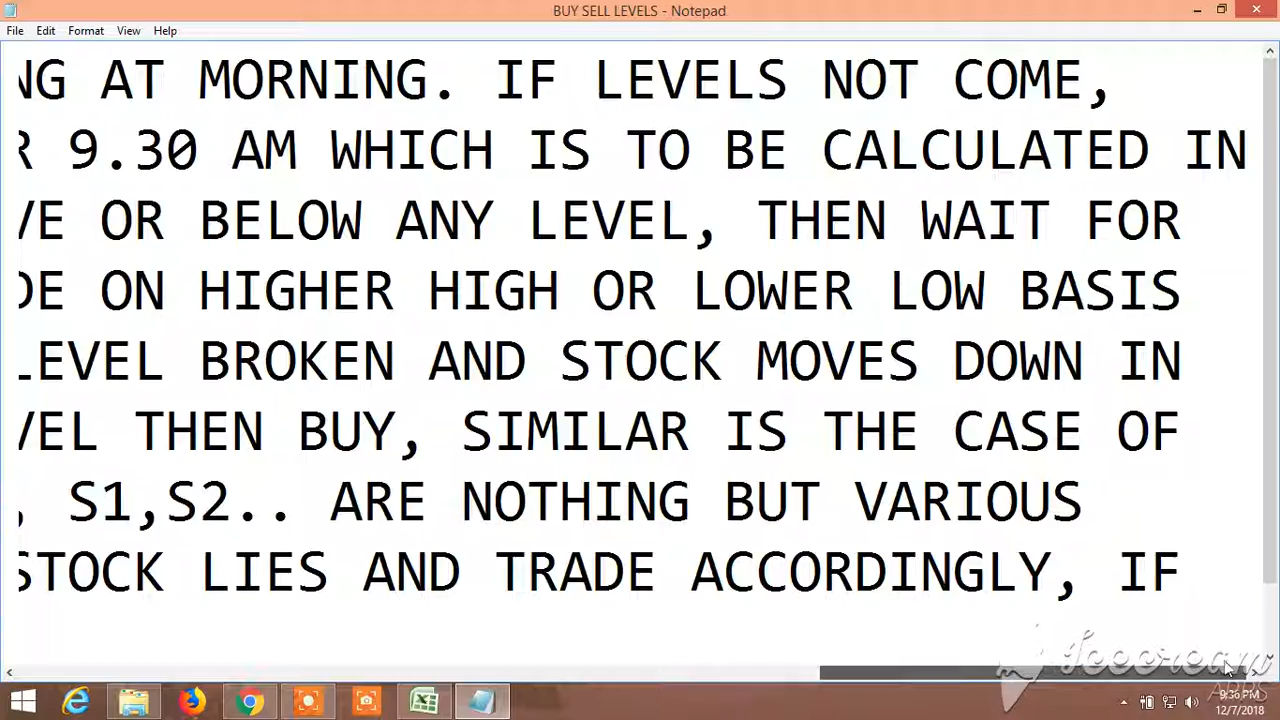 BUY SELL LEVELS - Notepad
File Edit Format View Help
NG AT MORNING. IF LEVELS NOT COME,
R 9.30 AM WHICH IS TO BE CALCULATED IN
VE OR BELOW ANY LEVEL, THEN WAIT FOR
DE ON HIGHER HIGH OR LOWER LOW BASIS
LEVEL BROKEN AND STOCK MOVES DOWN IN
VEL THEN BUY, SIMILAR IS THE CASE OF
, S1,S2.. ARE NOTHING BUT VARIOUS
STOCK LIES AND TRADE ACCORDINGLY, IF
Icecream
APPS
9:36 PM
12/7/2018